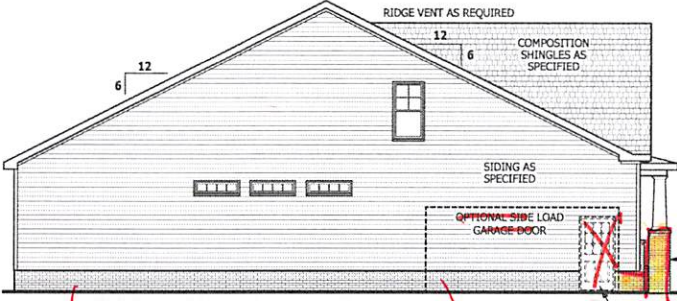 RIDGE VENT AS REQUIRED
12
6
COMPOSITION
SHINGLES AS
SPECIFIED
12
6
SIDING AS
SPECIFIED
OPTIONAL SIDE LOAD
GARAGE DOOR